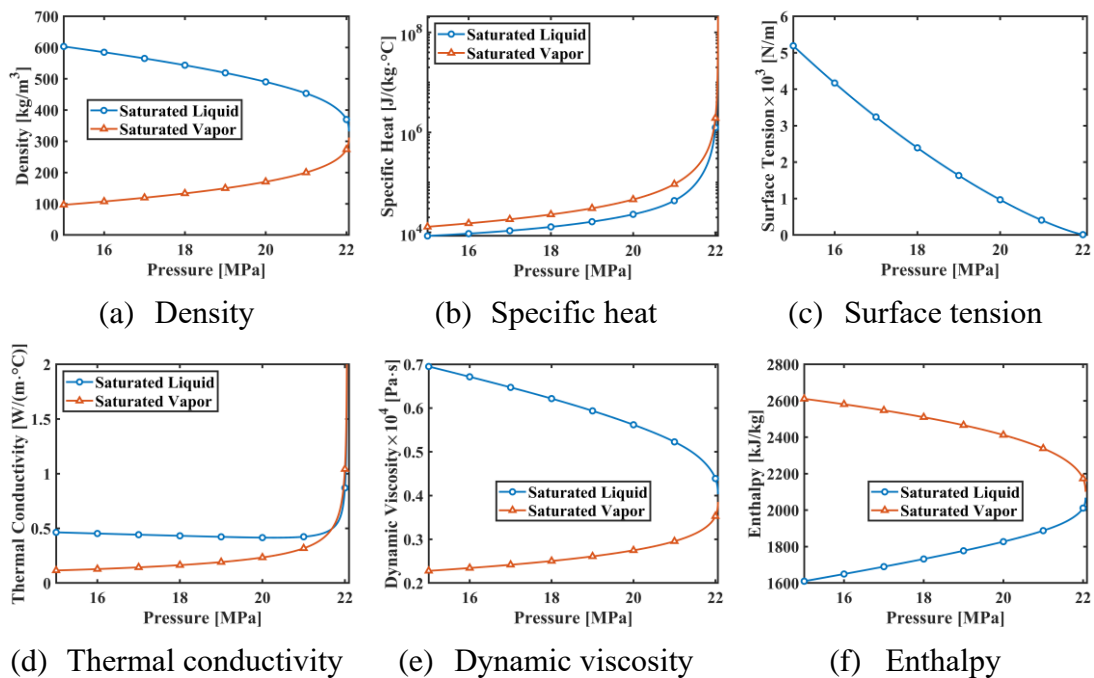 Density [kg/m³]
700
600
500
400
300
200
100
0
Saturated Liquid
Saturated Vapor
16 18 20 22
Pressure [MPa]
(a) Density
Specific Heat [J/(kg·°C]
10⁸
10⁶
10⁴
Saturated Liquid
Saturated Vapor
16 18 20 22
Pressure [MPa]
(b) Specific heat
Surface Tension×10³ [N/m]
6
5
4
3
2
1
0
16 18 20 22
Pressure [MPa]
(c) Surface tension
Thermal Conductivity [W/(m·°C)]
2
1.5
1
0.5
0
Saturated Liquid
Saturated Vapor
16 18 20 22
Pressure [MPa]
(d) Thermal conductivity
Dynamic Viscosity×10⁴ [Pa·s]
0.7
0.6
0.5
0.4
0.3
0.2
Saturated Liquid
Saturated Vapor
16 18 20 22
Pressure [MPa]
(e) Dynamic viscosity
Enthalpy [kJ/kg]
2800
2600
2400
2200
2000
1800
1600
Saturated Liquid
Saturated Vapor
16 18 20 22
Pressure [MPa]
(f) Enthalpy